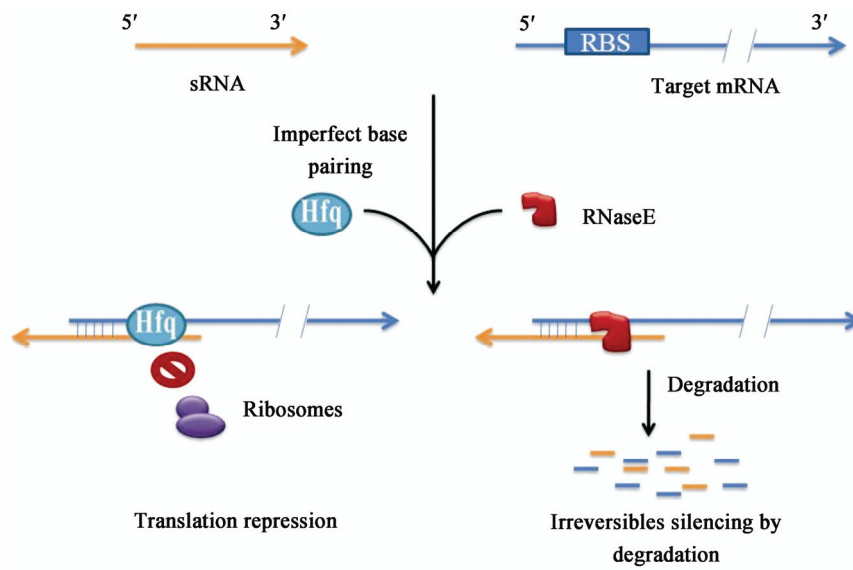 5′ 3′ 5′ 3′
RBS
sRNA Target mRNA
Imperfect base
pairing
Hfq RNaseE
Hfq
Degradation
Ribosomes
Translation repression
Irreversibles silencing by
degradation